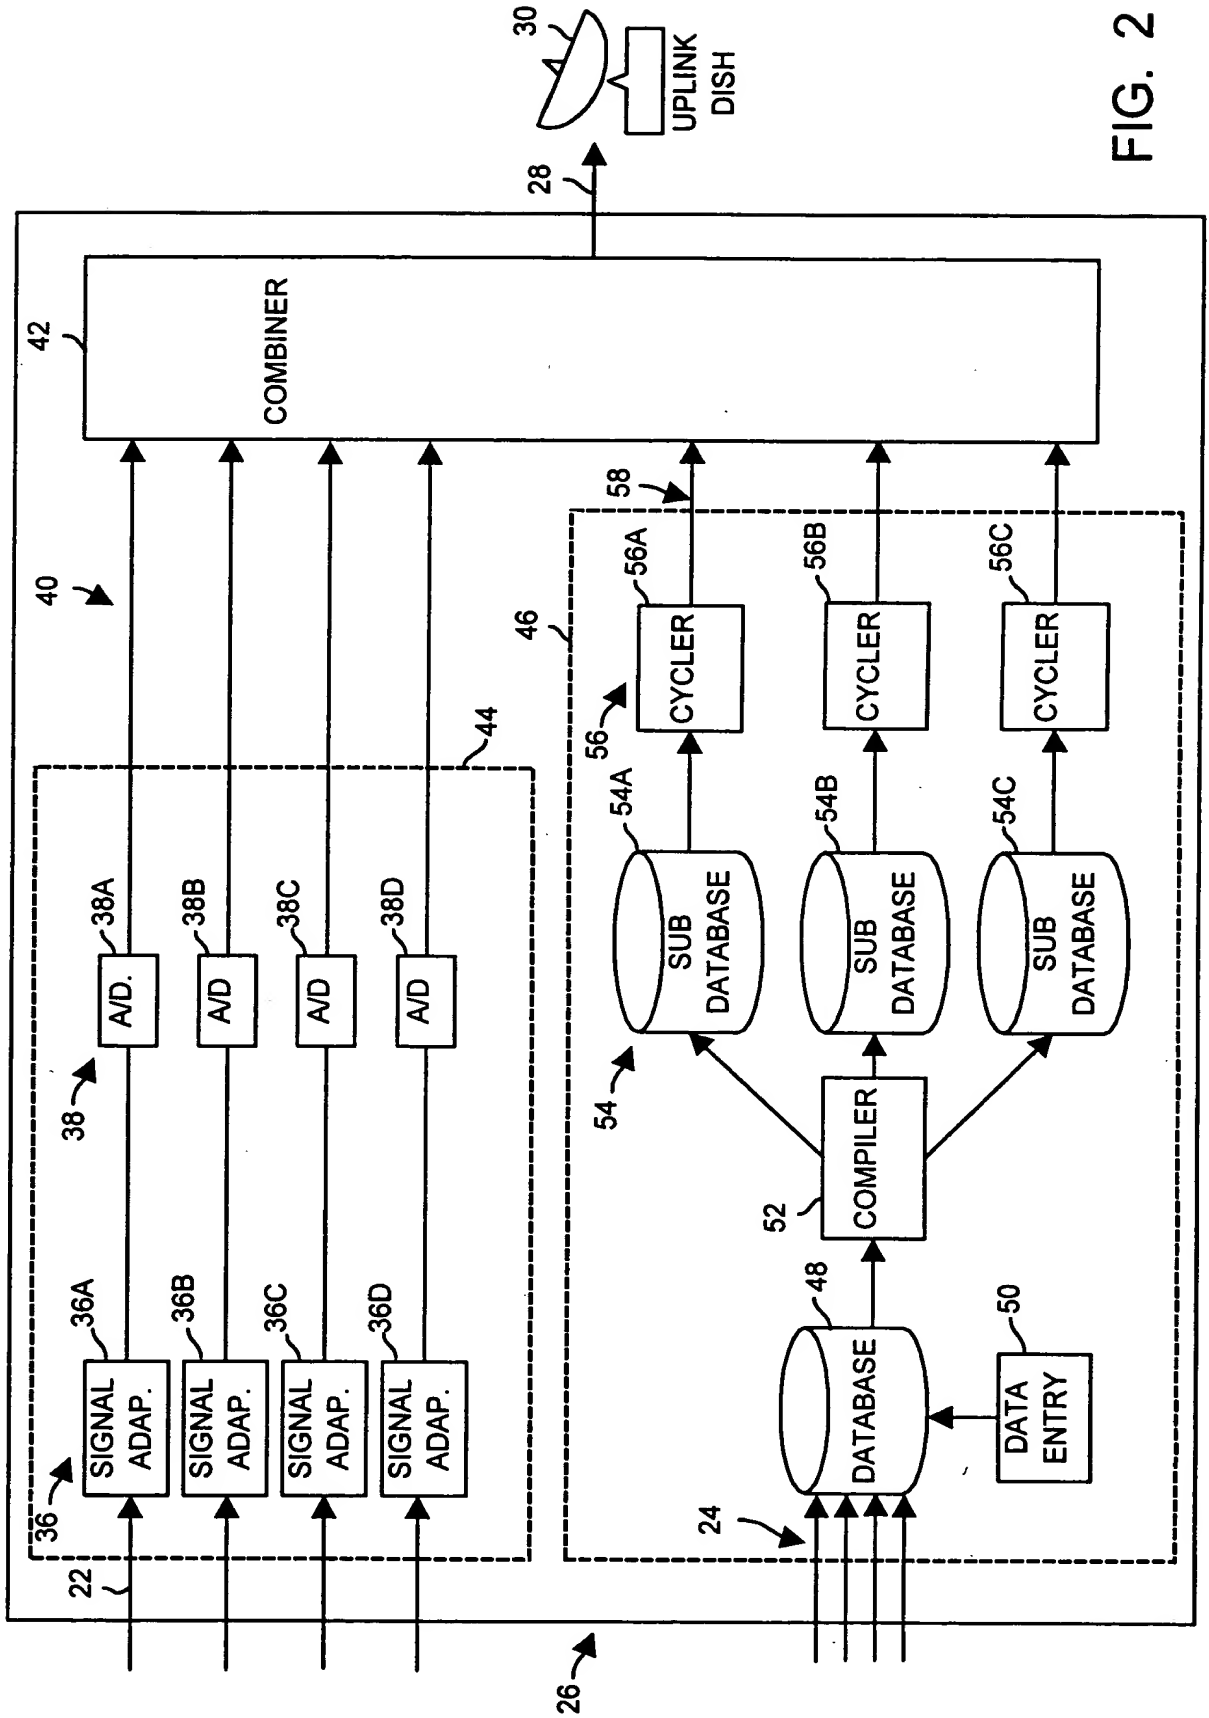 22
36
SIGNAL
ADAP.
36A
SIGNAL
ADAP.
36B
SIGNAL
ADAP.
36C
SIGNAL
ADAP.
36D
38
A/D.
38A
A/D
38B
A/D
38C
A/D
38D
44
40
42
COMBINER
28
30
UPLINK
DISH
26
24
DATABASE
48
DATA
ENTRY
50
52
COMPILER
54
SUB
DATABASE
54A
SUB
DATABASE
54B
SUB
DATABASE
54C
56
CYCLER
56A
CYCLER
56B
CYCLER
56C
46
58
FIG. 2